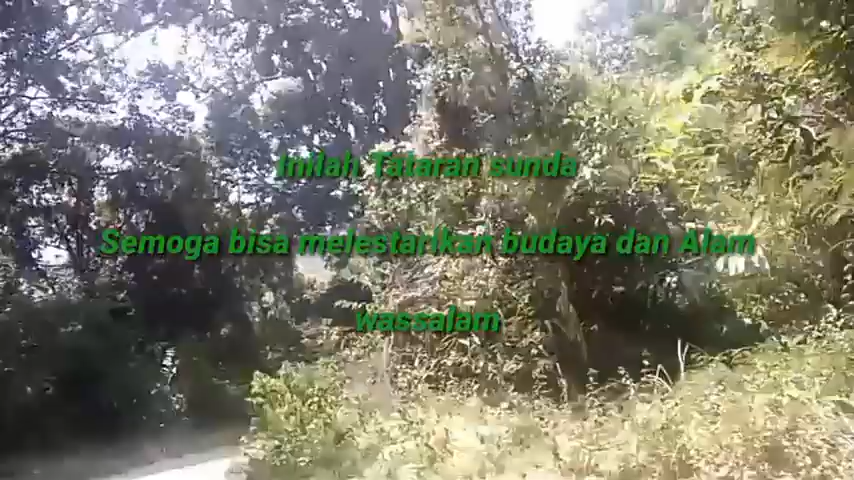 Inilah Tataran sunda
Semoga bisa melestarikan budaya dan Alam
wassalam